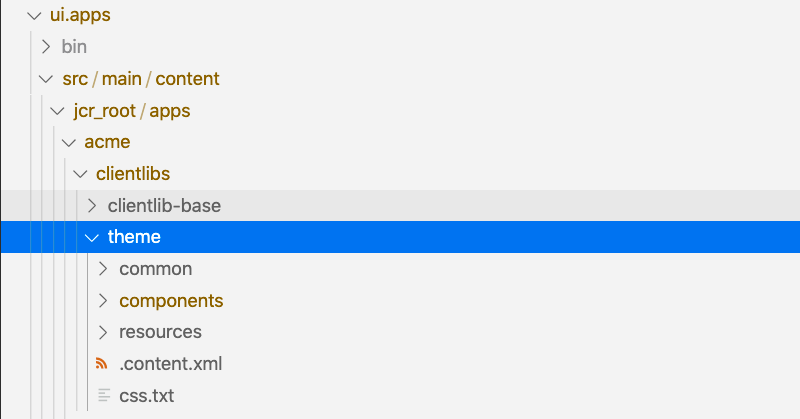 ui.apps
bin
src / main / content
jcr_root / apps
acme
clientlibs
clientlib-base
theme
common
components
resources
.content.xml
css.txt